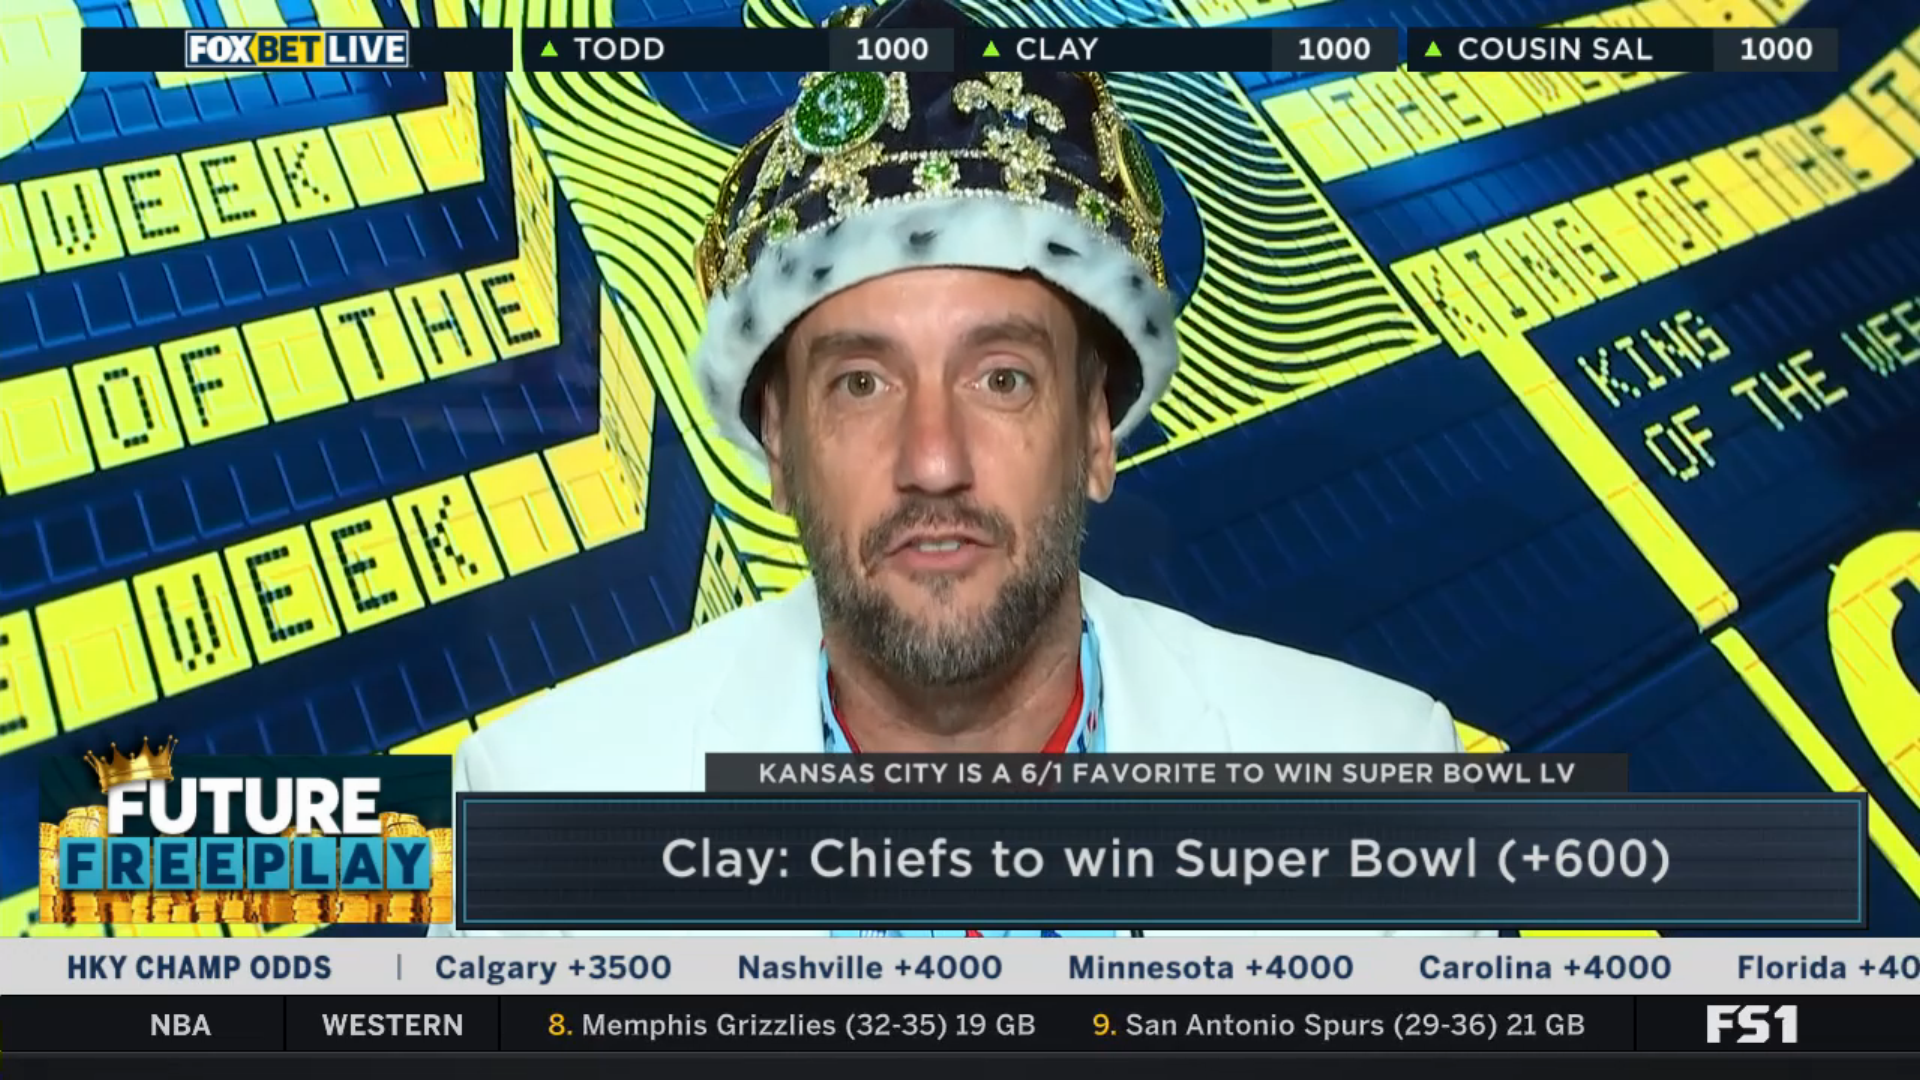 FOX BET LIVE
▲ TODD 1000
▲ CLAY 1000
▲ COUSIN SAL 1000
WEEK
OF THE
WEEK
KING OF THE
KING
OF THE WEE
FUTURE
FREEPLAY
KANSAS CITY IS A 6/1 FAVORITE TO WIN SUPER BOWL LV
Clay: Chiefs to win Super Bowl (+600)
HKY CHAMP ODDS | Calgary +3500 Nashville +4000 Minnesota +4000 Carolina +4000 Florida +40
NBA WESTERN 8. Memphis Grizzlies (32-35) 19 GB 9. San Antonio Spurs (29-36) 21 GB FS1